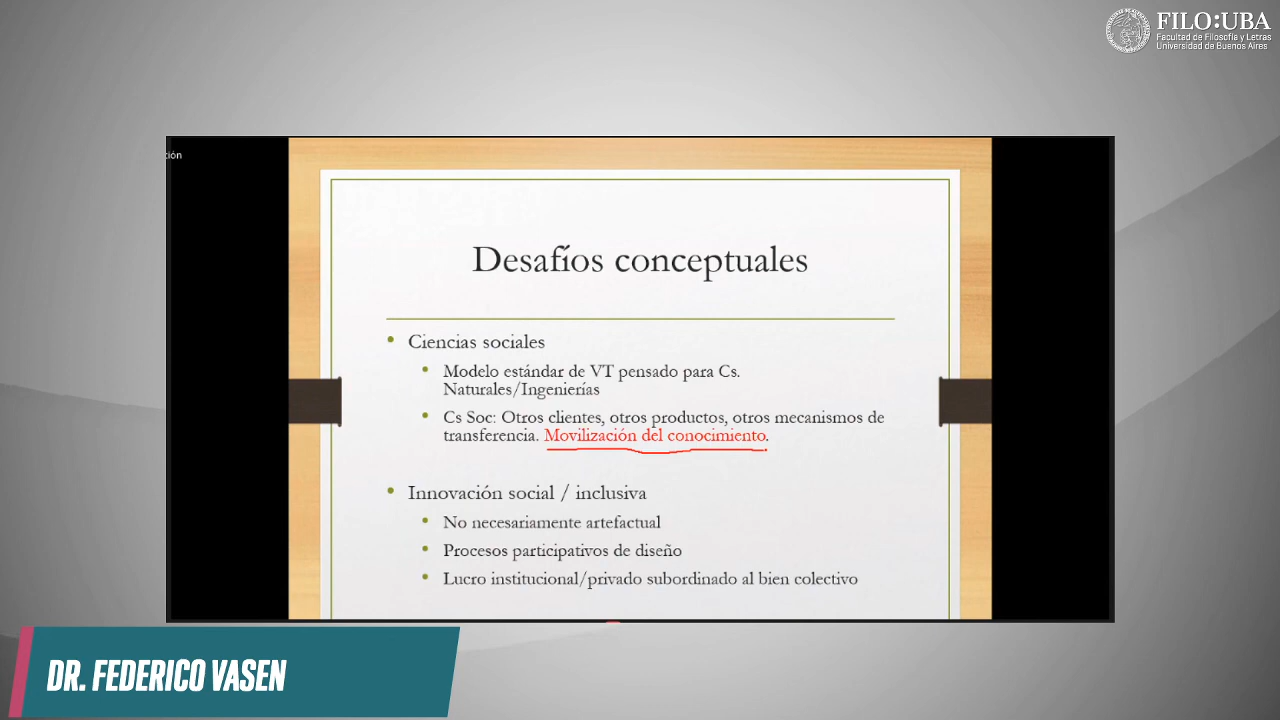 FILO:UBA
Facultad de Filosofía y Letras
Universidad de Buenos Aires
ción
Desafíos conceptuales
Ciencias sociales
Modelo estándar de VT pensado para Cs.
Naturales/Ingenierías
Cs Soc: Otros clientes, otros productos, otros mecanismos de
transferencia. Movilización del conocimiento.
Innovación social / inclusiva
No necesariamente artefactual
Procesos participativos de diseño
Lucro institucional/privado subordinado al bien colectivo
DR. FEDERICO VASEN